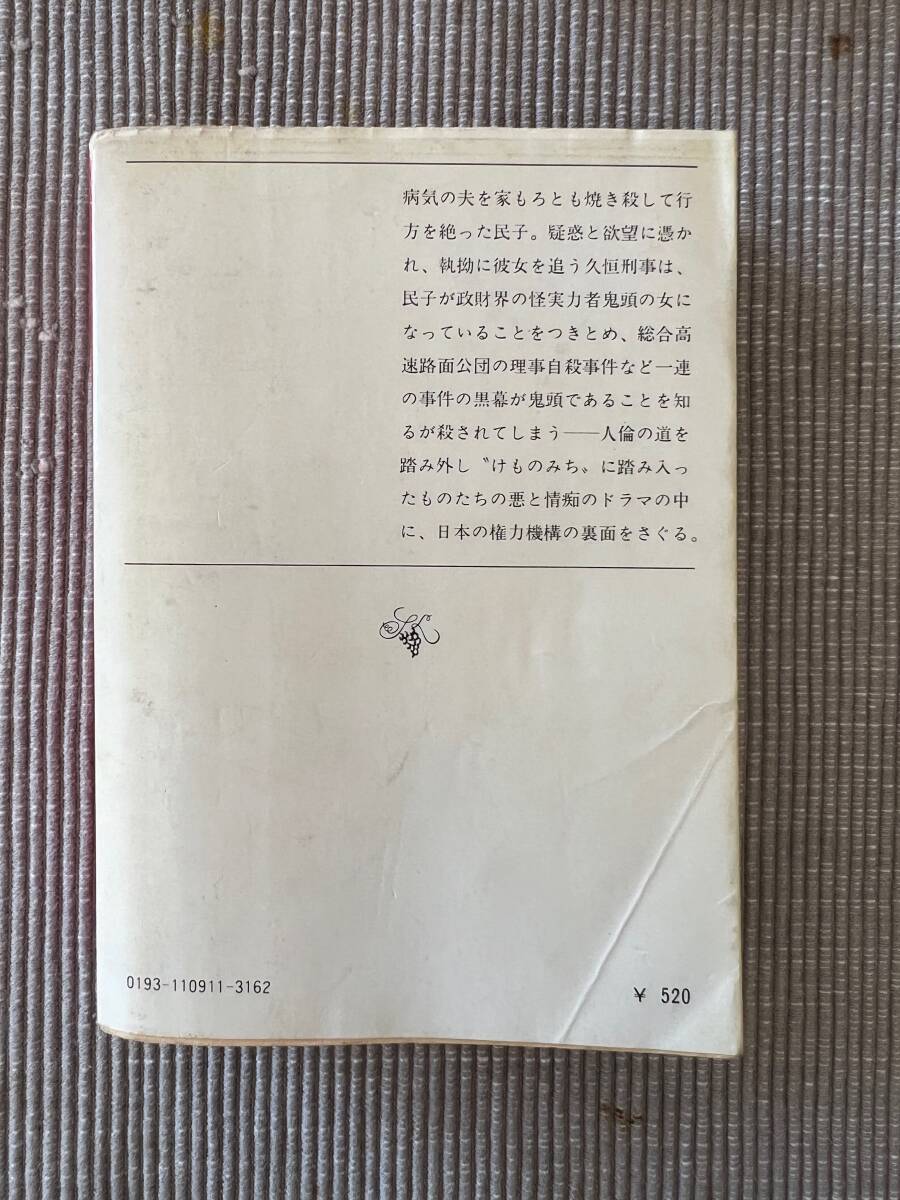 病気の夫を家もろとも焼き殺して行
方を絶った民子。疑惑と欲望に憑か
れ、執拗に彼女を追う久恒刑事は、
民子が政財界の怪実力者鬼頭の女に
なっていることをつきとめ、総合高
速路面公団の理事自殺事件など一連
の事件の黒幕が鬼頭であることを知
るが殺されてしまう――人倫の道を
踏み外し〝けものみち〟に踏み入っ
たものたちの悪と情痴のドラマの中
に、日本の権力機構の裏面をさぐる。
0193-110911-3162
¥ 520